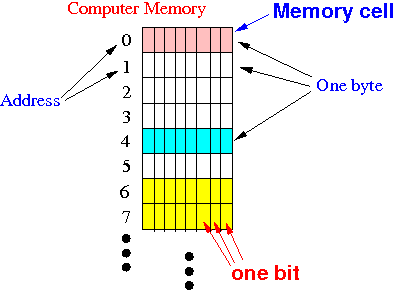 Computer Memory
Memory cell
0
1
2
3
4
5
6
7
Address
One byte
one bit